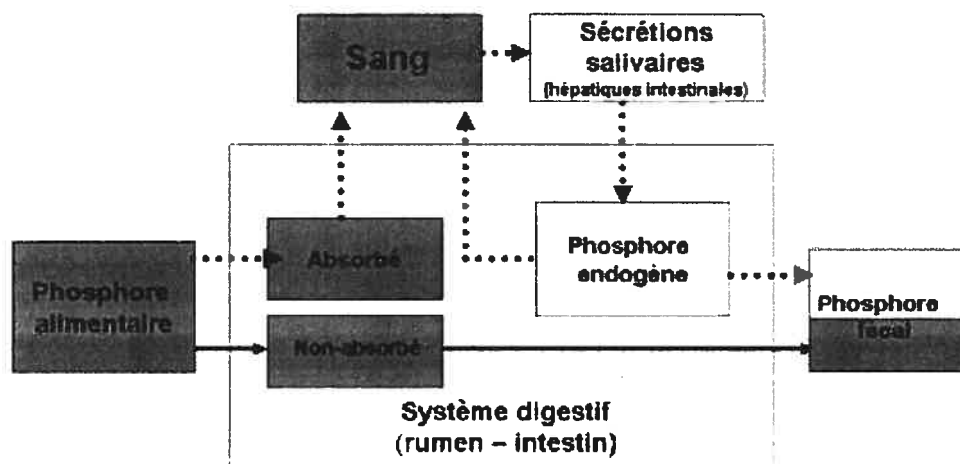 Sang
Sécrétions
salivaires
(hépatiques intestinales)
Absorbé
Phosphore
endogène
Phosphore
alimentaire
Phosphore
fécal
Non-absorbé
Système digestif
(rumen – intestin)